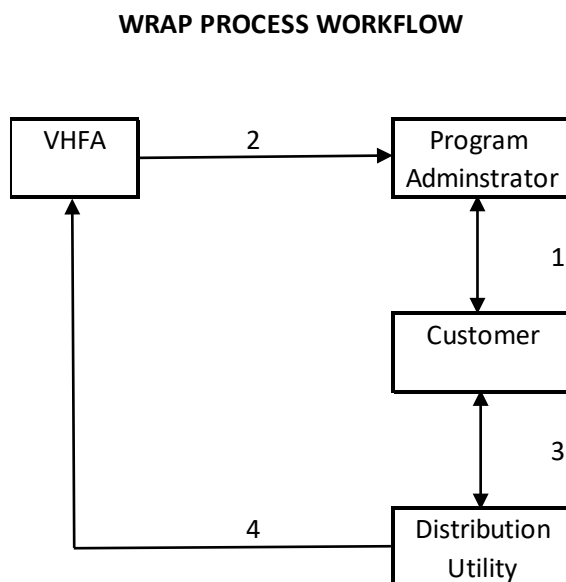 WRAP PROCESS WORKFLOW
VHFA
2
Program
Adminstrator
1
Customer
3
4
Distribution
Utility